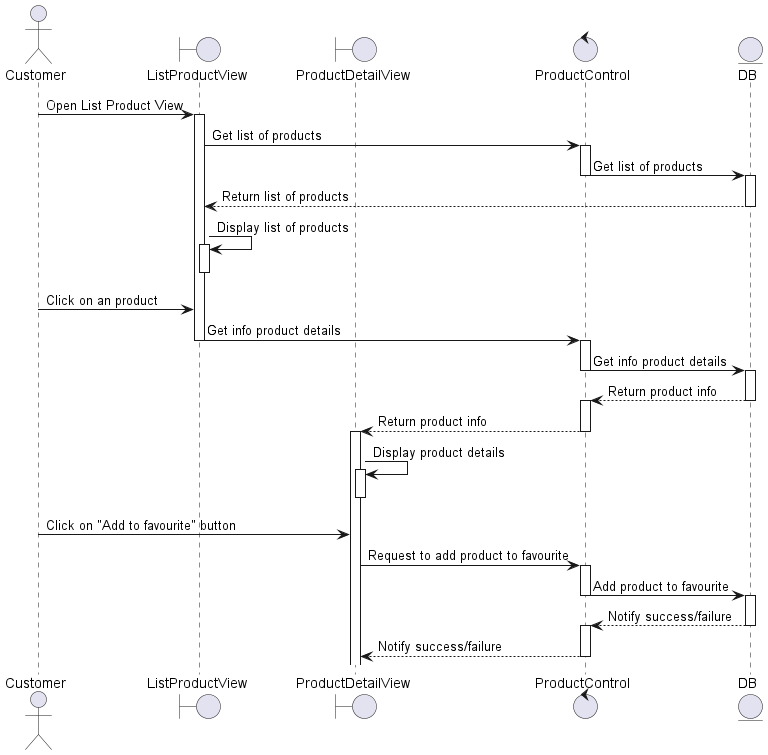 Customer
ListProductView
ProductDetailView
ProductControl
DB
Open List Product View
Get list of products
Get list of products
Return list of products
Display list of products
Click on an product
Get info product details
Get info product details
Return product info
Return product info
Display product details
Click on "Add to favourite" button
Request to add product to favourite
Add product to favourite
Notify success/failure
Notify success/failure
Customer
ListProductView
ProductDetailView
ProductControl
DB